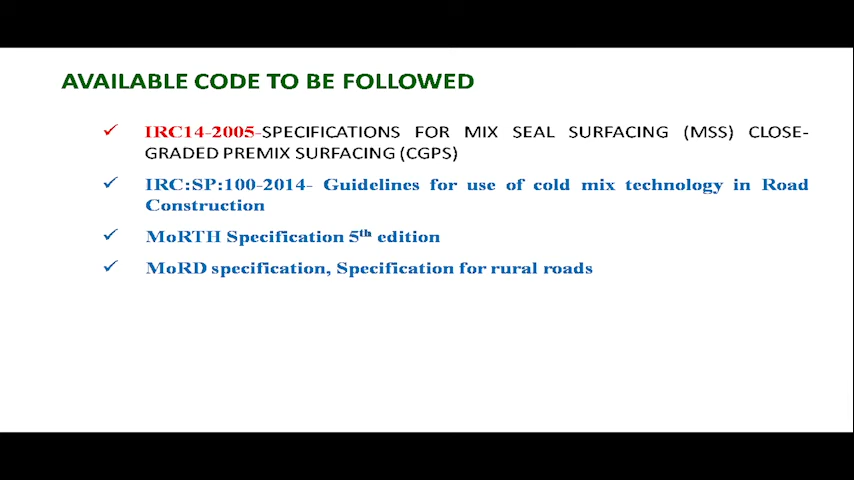 AVAILABLE CODE TO BE FOLLOWED
✓ IRC14-2005-SPECIFICATIONS FOR MIX SEAL SURFACING (MSS) CLOSE-
GRADED PREMIX SURFACING (CGPS)
✓ IRC:SP:100-2014- Guidelines for use of cold mix technology in Road
Construction
✓ MoRTH Specification 5th edition
✓ MoRD specification, Specification for rural roads